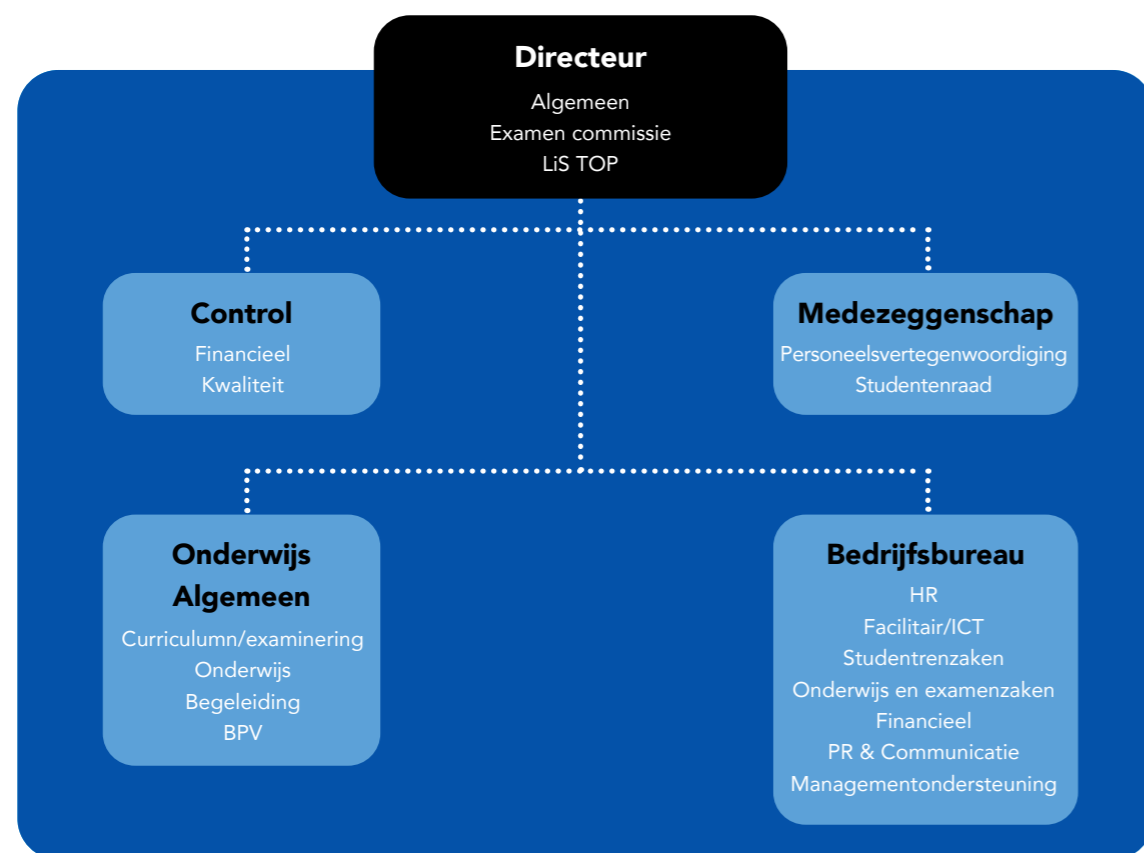 Directeur
Algemeen
Examen commissie
LiS TOP
Control
Financieel
Kwaliteit
Medezeggenschap
Personeelsvertegenwoordiging
Studentenraad
Onderwijs
Algemeen
Curriculumn/examinering
Onderwijs
Begeleiding
BPV
Bedrijfsbureau
HR
Facilitair/ICT
Studentrenzaken
Onderwijs en examenzaken
Financieel
PR & Communicatie
Managementondersteuning